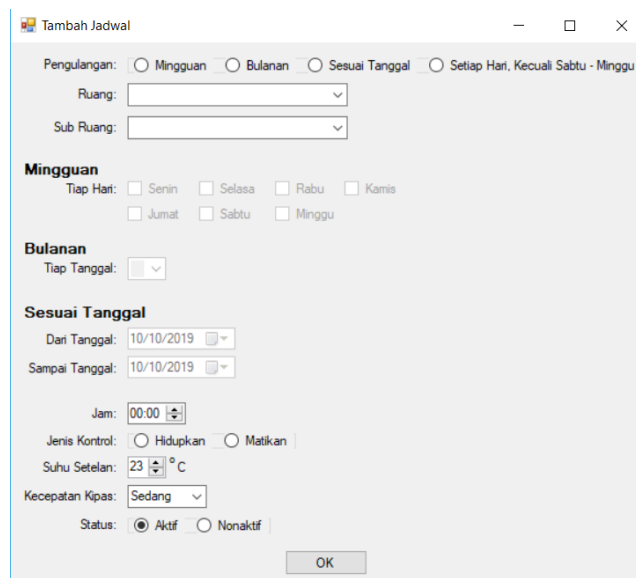 Tambah Jadwal
Pengulangan: Mingguan Bulanan Sesuai Tanggal Setiap Hari, Kecuali Sabtu - Minggu
Ruang:
Sub Ruang:
Mingguan
Tiap Hari: Senin Selasa Rabu Kamis
Jumat Sabtu Minggu
Bulanan
Tiap Tanggal:
Sesuai Tanggal
Dari Tanggal: 10/10/2019
Sampai Tanggal: 10/10/2019
Jam: 00:00
Jenis Kontrol: Hidupkan Matikan
Suhu Setelan: 23 °C
Kecepatan Kipas: Sedang
Status: Aktif Nonaktif
OK